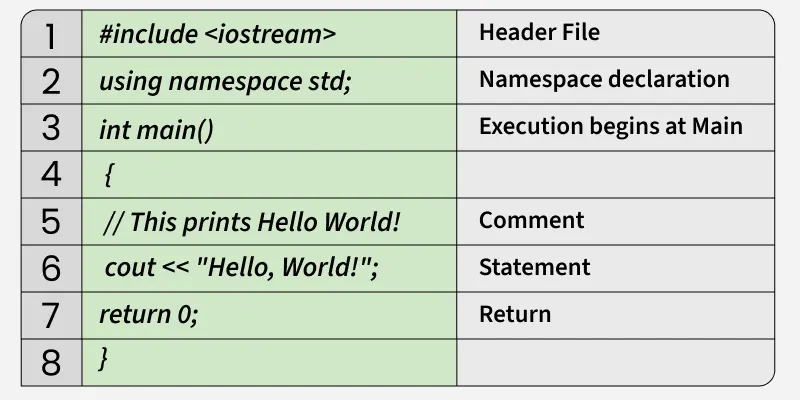 1 #include <iostream> Header File
2 using namespace std; Namespace declaration
3 int main() Execution begins at Main
4 {
5 // This prints Hello World! Comment
6 cout << "Hello, World!"; Statement
7 return 0; Return
8 }